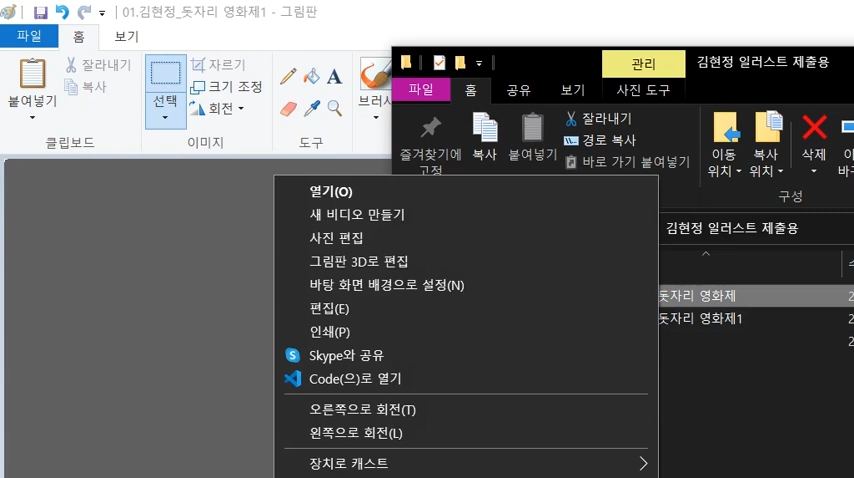 01.김현정_돗자리 영화제1 - 그림판
파일 홈 보기
붙여넣기
잘라내기
복사
클립보드
선택
자르기
크기 조정
회전
이미지
A
도구
브러시
관리 김현정 일러스트 제출용
파일 홈 공유 보기 사진 도구
즐겨찾기에
고정
복사
붙여넣기
잘라내기
경로 복사
바로 가기 붙여넣기
이동
위치
복사
위치
삭제
구성
김현정 일러스트 제출용
돗자리 영화제
돗자리 영화제1
열기(O)
새 비디오 만들기
사진 편집
그림판 3D로 편집
바탕 화면 배경으로 설정(N)
편집(E)
인쇄(P)
Skype와 공유
Code(으)로 열기
오른쪽으로 회전(T)
왼쪽으로 회전(L)
장치로 캐스트